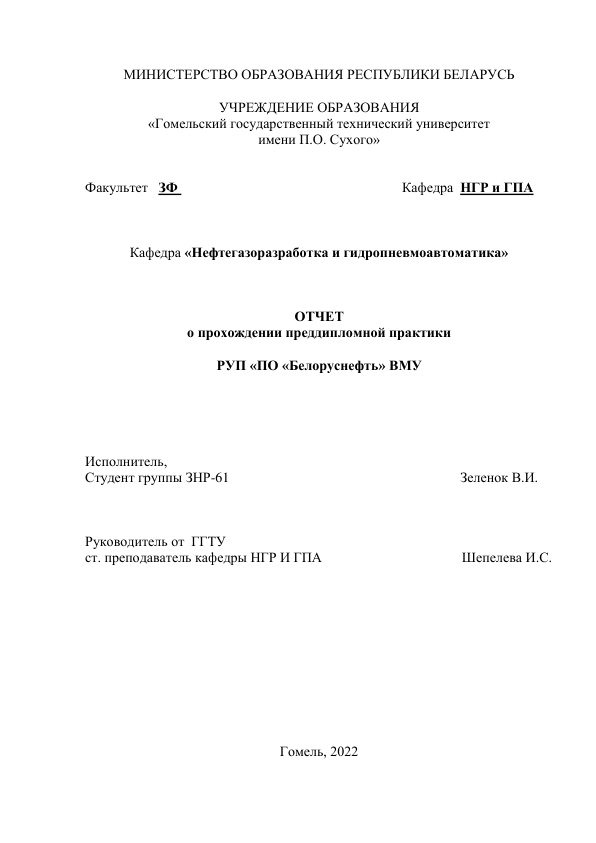 МИНИСТЕРСТВО ОБРАЗОВАНИЯ РЕСПУБЛИКИ БЕЛАРУСЬ
УЧРЕЖДЕНИЕ ОБРАЗОВАНИЯ
«Гомельский государственный технический университет
имени П.О. Сухого»
Факультет ЗФ Кафедра НГР и ГПА
Кафедра «Нефтегазоразработка и гидропневмоавтоматика»
ОТЧЕТ
о прохождении преддипломной практики
РУП «ПО «Белоруснефть» ВМУ
Исполнитель,
Студент группы ЗНР-61 Зеленок В.И.
Руководитель от ГГТУ
ст. преподаватель кафедры НГР И ГПА Шепелева И.С.
Гомель, 2022